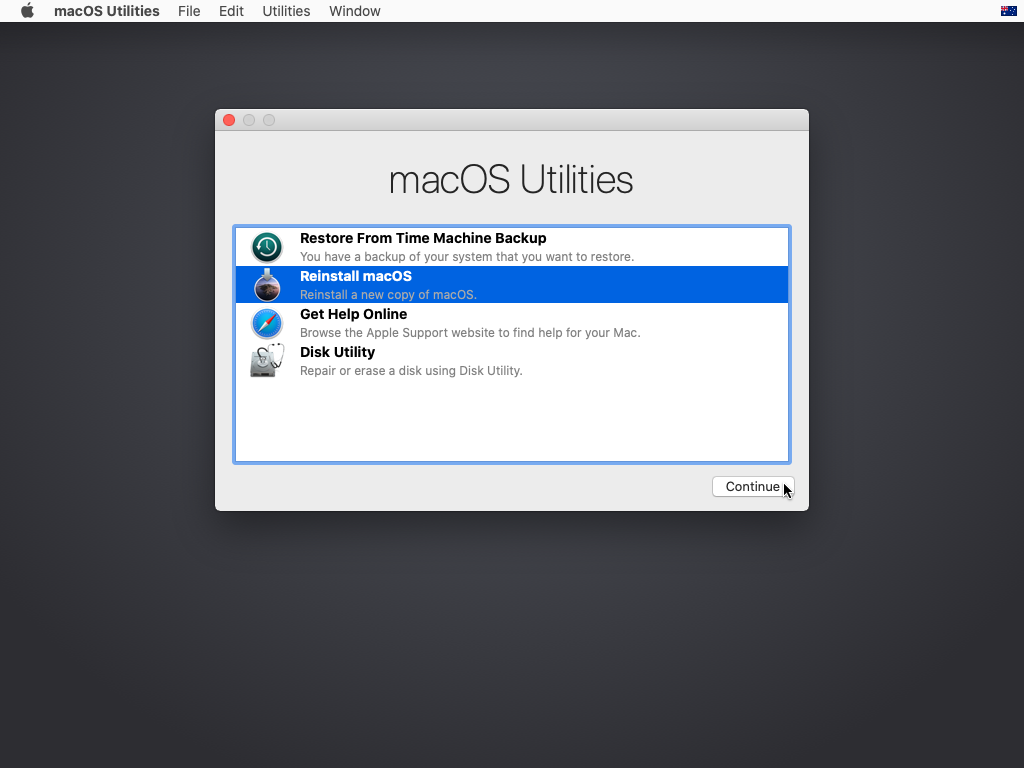 macOS Utilities File Edit Utilities Window
macOS Utilities
Restore From Time Machine Backup
You have a backup of your system that you want to restore.
Reinstall macOS
Reinstall a new copy of macOS.
Get Help Online
Browse the Apple Support website to find help for your Mac.
Disk Utility
Repair or erase a disk using Disk Utility.
Continue